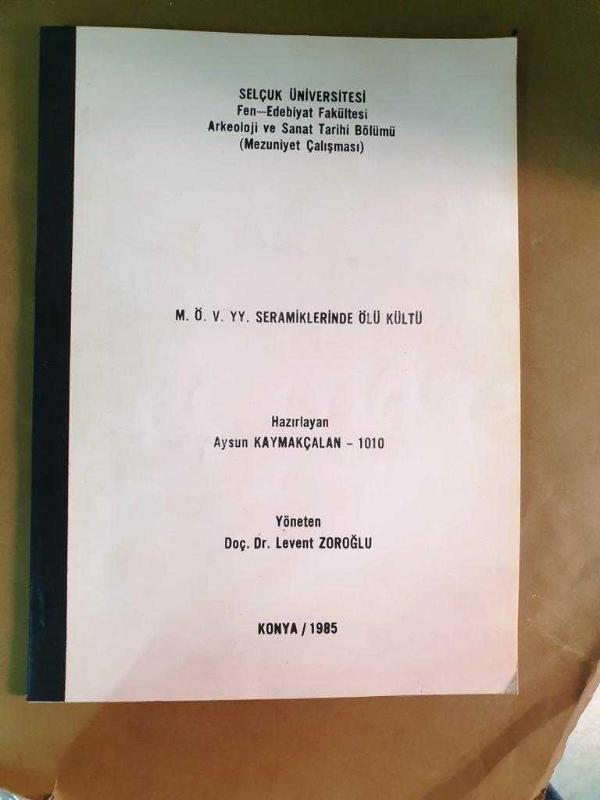 SELÇUK ÜNİVERSİTESİ
Fen-Edebiyat Fakültesi
Arkeoloji ve Sanat Tarihi Bölümü
(Mezuniyet Çalışması)
M. Ö. V. YY. SERAMİKLERİNDE ÖLÜ KÜLTÜ
Hazırlayan
Aysun KAYMAKÇALAN - 1010
Yöneten
Doç. Dr. Levent ZOROĞLU
KONYA / 1985